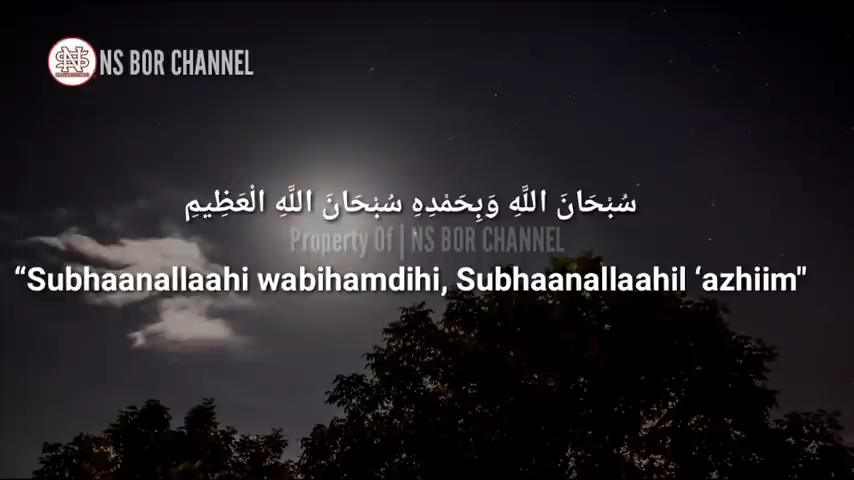 NS BOR CHANNEL
سُبْحَانَ اللَّهِ وَبِحَمْدِهِ سُبْحَانَ اللَّهِ الْعَظِيمِ
Property Of | NS BOR CHANNEL
“Subhaanallaahi wabihamdihi, Subhaanallaahil ‘azhiim"